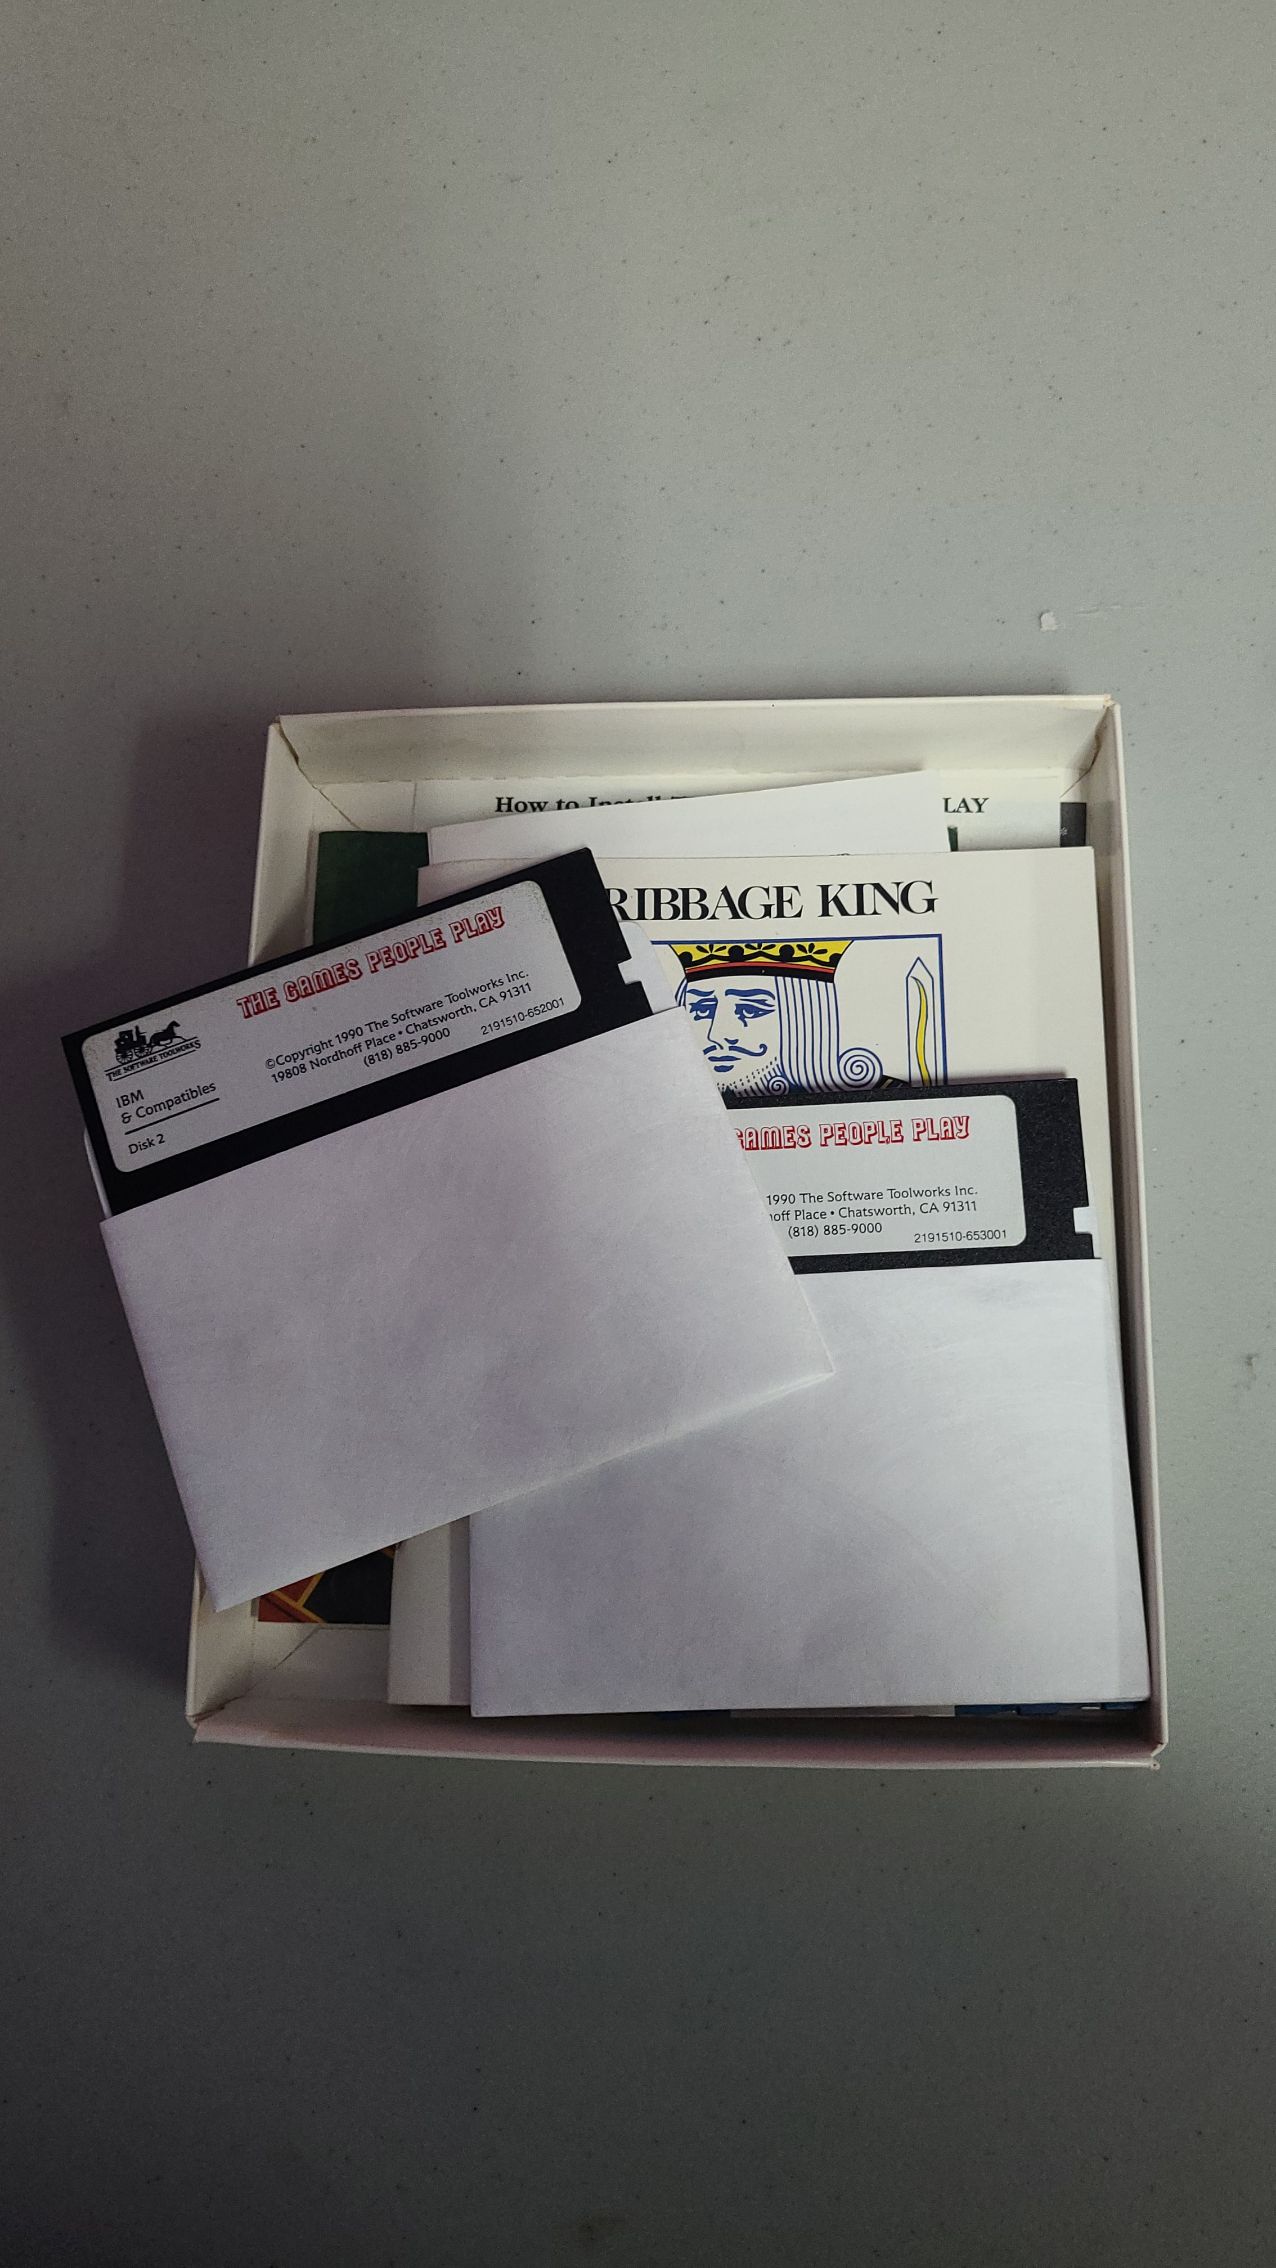 How to Install
LAY
RIBBAGE KING
THE GAMES PEOPLE PLAY
©Copyright 1990 The Software Toolworks Inc.
19808 Nordhoff Place • Chatsworth, CA 91311
(818) 885-9000
2191510-652001
THE SOFTWARE TOOLWORKS
IBM
& Compatibles
Disk 2
GAMES PEOPLE PLAY
1990 The Software Toolworks Inc.
off Place • Chatsworth, CA 91311
(818) 885-9000
2191510-653001